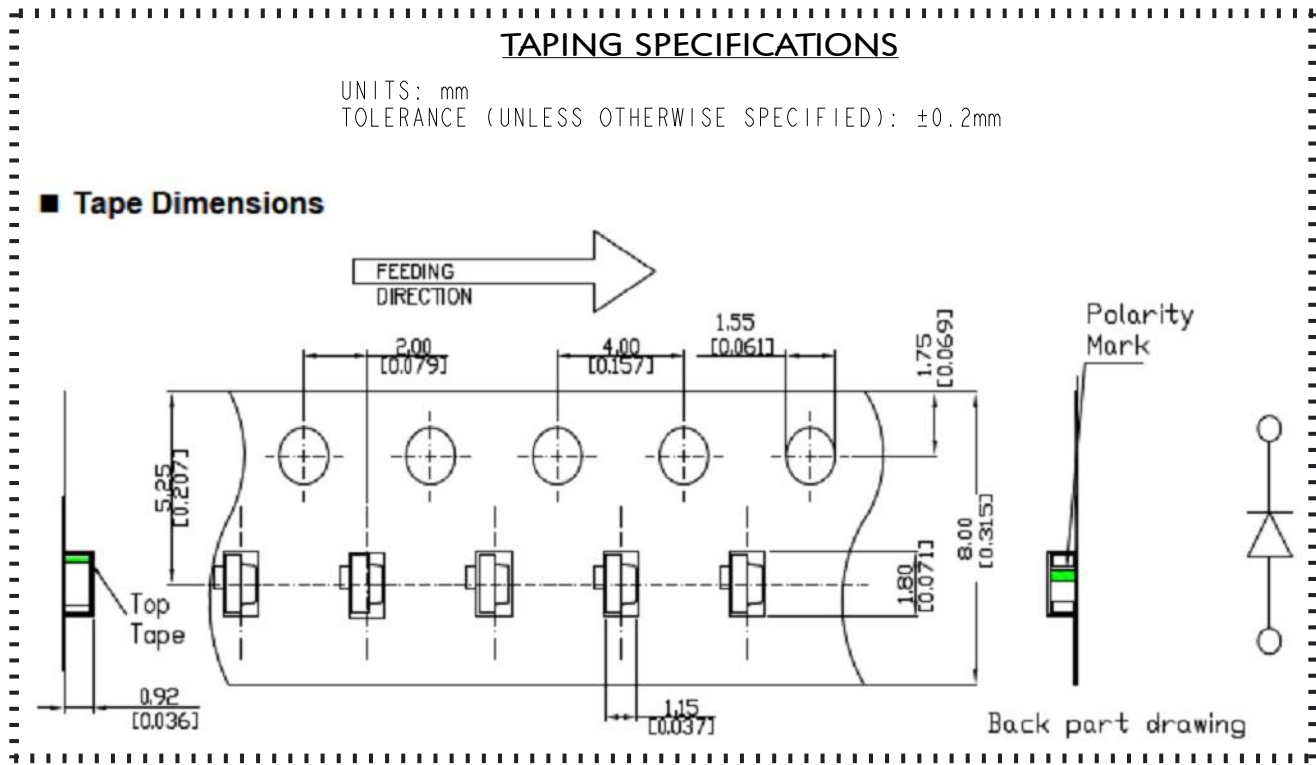 TAPING SPECIFICATIONS
UNITS: mm
TOLERANCE (UNLESS OTHERWISE SPECIFIED): ±0.2mm
■ Tape Dimensions
FEEDING
DIRECTION
2.00
[0.079]
4.00
[0.157]
1.55
[0.061]
1.75
[0.069]
Polarity
Mark
5.25
[0.207]
8.00
[0.315]
1.80
[0.071]
Top
Tape
0.92
[0.036]
1.15
[0.037]
Back part drawing